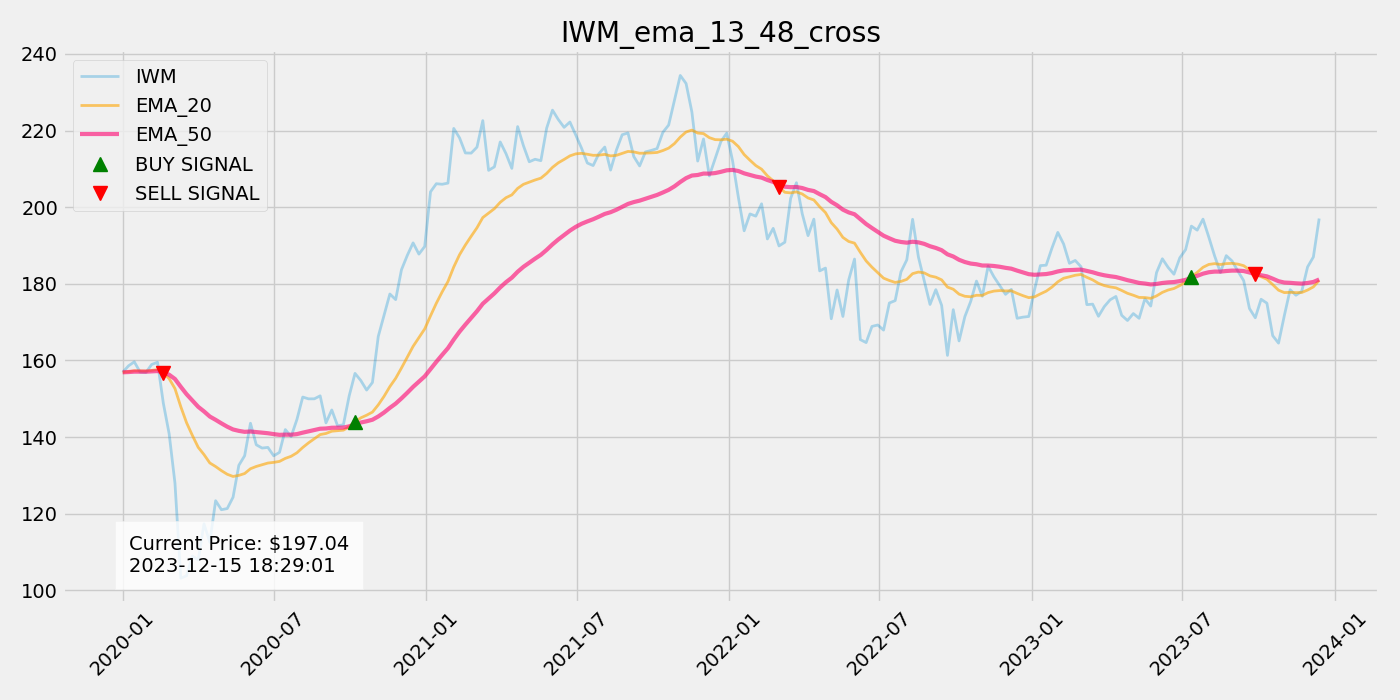 IWM_ema_13_48_cross
240
220
200
180
160
140
120
100
IWM
EMA_20
EMA_50
BUY SIGNAL
SELL SIGNAL
Current Price: $197.04
2023-12-15 18:29:01
2020-01
2020-07
2021-01
2021-07
2022-01
2022-07
2023-01
2023-07
2024-01